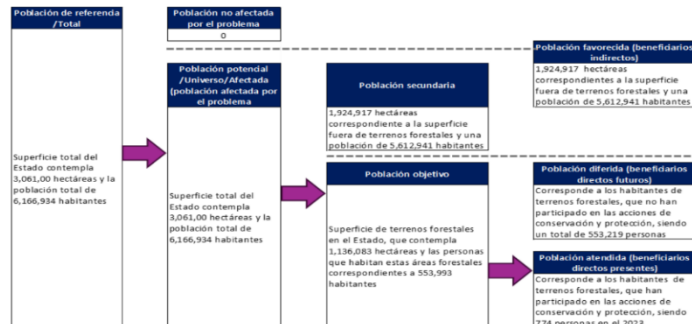 Población de referencia
/Total
Superficie total del
Estado contempla
3,061,00 hectáreas y la
población total de
6,166,934 habitantes
Población no afectada
por el problema
0
Población potencial
/Universo/Afectada
(población afectada por
el problema
Superficie total del
Estado contempla
3,061,00 hectáreas y la
población total de
6,166,934 habitantes
Población secundaria
1,924,917 hectáreas
correspondiente a la superficie
fuera de terrenos forestales y una
población de 5,612,941 habitantes
Población objetivo
Superficie de terrenos forestales
en el Estado, que contempla
1,136,083 hectáreas y las personas
que habitan estas áreas forestales
correspondientes a 553,993
habitantes
Población favorecida (beneficiarios
indirectos)
1,924,917 hectáreas
correspondientes a la superficie
fuera de terrenos forestales y una
población de 5,612,941 habitantes
Población diferida (beneficiarios
directos futuros)
Corresponde a los habitantes de
terrenos forestales, que no han
participado en las acciones de
conservación y protección, siendo
un total de 553,219 personas
Población atendida (beneficiarios
directos presentes)
Corresponde a los habitantes de
terrenos forestales, que han
participado en las acciones de
conservación y protección, siendo
774 personas en el 2023